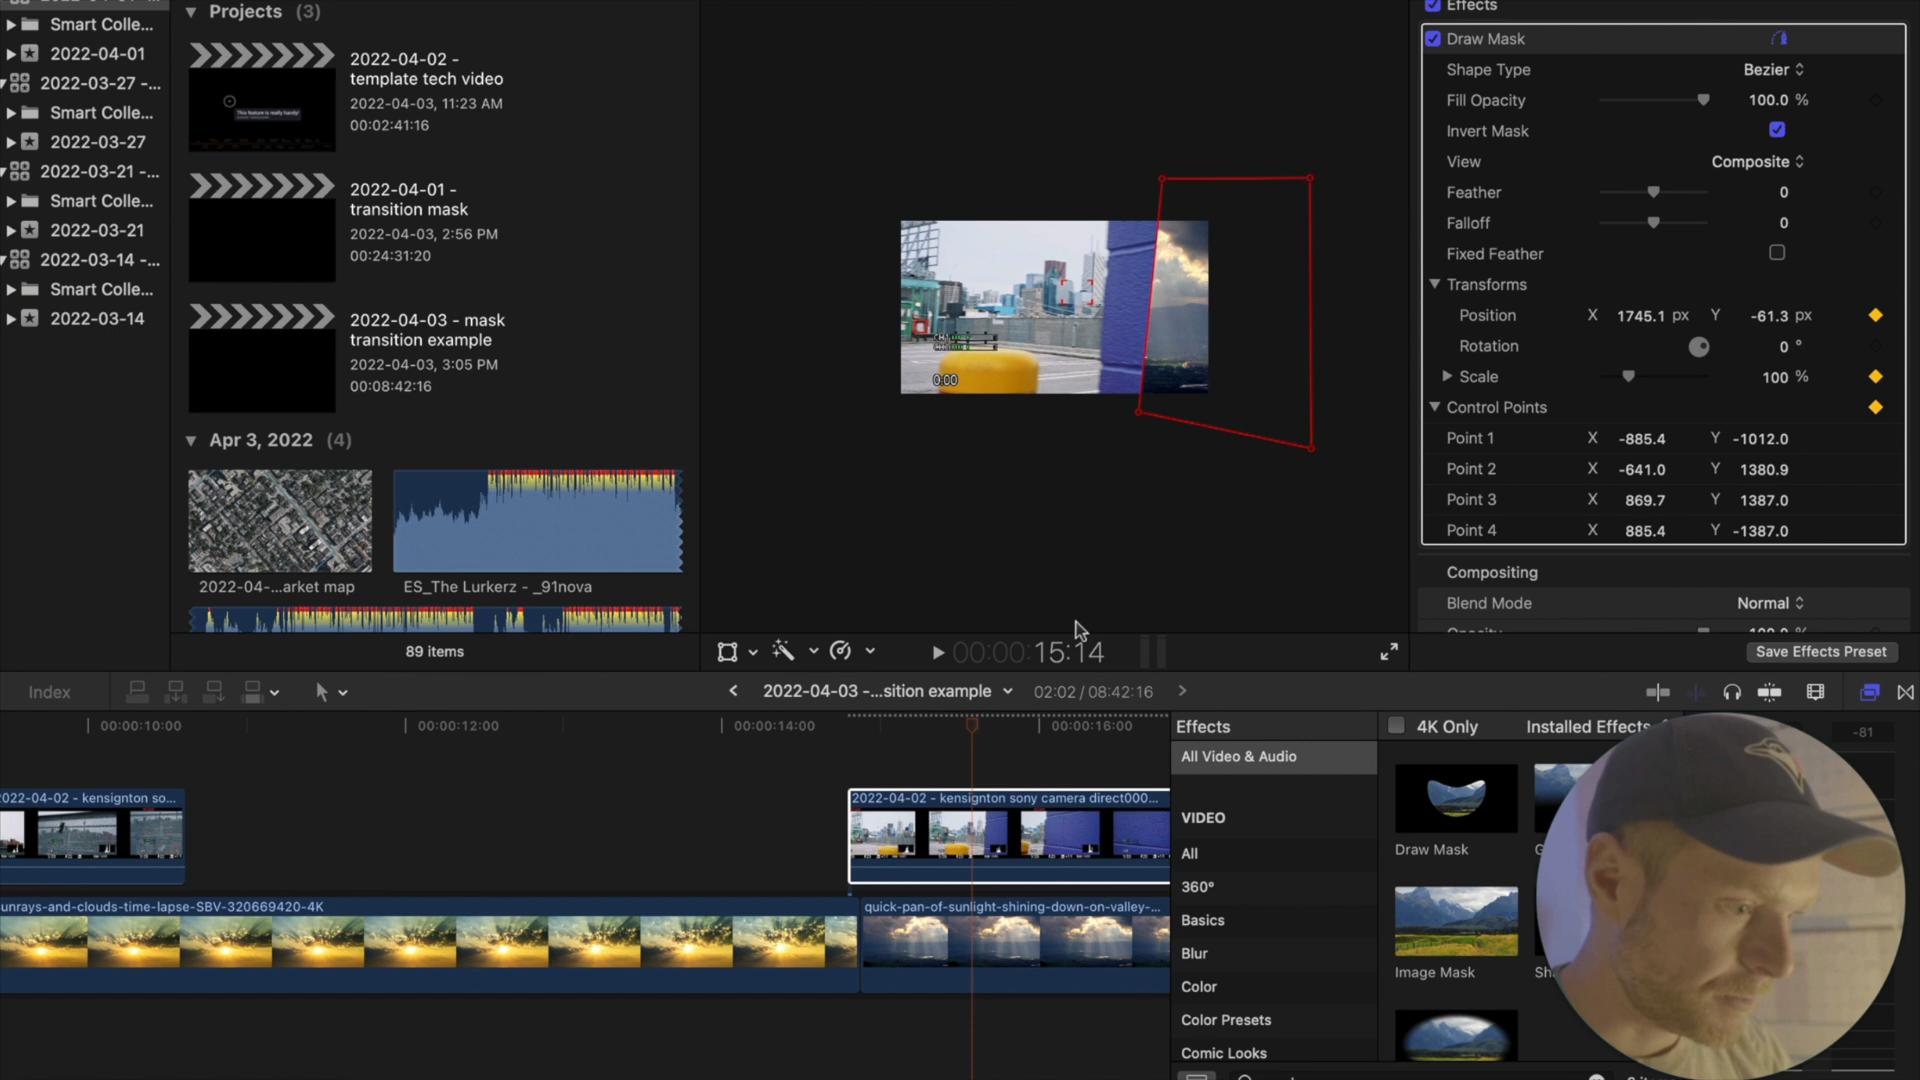 Smart Colle...
2022-04-01
2022-03-27 -...
Smart Colle...
2022-03-27
2022-03-21 -...
Smart Colle...
2022-03-21
2022-03-14 -...
Smart Colle...
2022-03-14
Projects (3)
2022-04-02 -
template tech video
2022-04-03, 11:23 AM
00:02:41:16
This feature is really handy!
2022-04-01 -
transition mask
2022-04-03, 2:56 PM
00:24:31:20
2022-04-03 - mask
transition example
2022-04-03, 3:05 PM
00:08:42:16
Apr 3, 2022 (4)
2022-04-...arket map
ES_The Lurkerz - _91nova
89 items
0:00
00:00:15:14
Effects
Draw Mask
Shape Type Bezier
Fill Opacity 100.0 %
Invert Mask
View Composite
Feather 0
Falloff 0
Fixed Feather
Transforms
Position X 1745.1 px Y -61.3 px
Rotation 0 °
Scale 100 %
Control Points
Point 1 X -885.4 Y -1012.0
Point 2 X -641.0 Y 1380.9
Point 3 X 869.7 Y 1387.0
Point 4 X 885.4 Y -1387.0
Compositing
Blend Mode Normal
Save Effects Preset
Index
2022-04-03 -...sition example 02:02 / 08:42:16
00:00:10:00
00:00:12:00
00:00:14:00
00:00:16:00
2022-04-02 - kensignton so...
2022-04-02 - kensignton sony camera direct000...
unrays-and-clouds-time-lapse-SBV-320669420-4K
quick-pan-of-sunlight-shining-down-on-valley-...
Effects
4K Only
Installed Effects
-81
All Video & Audio
VIDEO
All
360°
Basics
Blur
Color
Color Presets
Comic Looks
Draw Mask
Image Mask